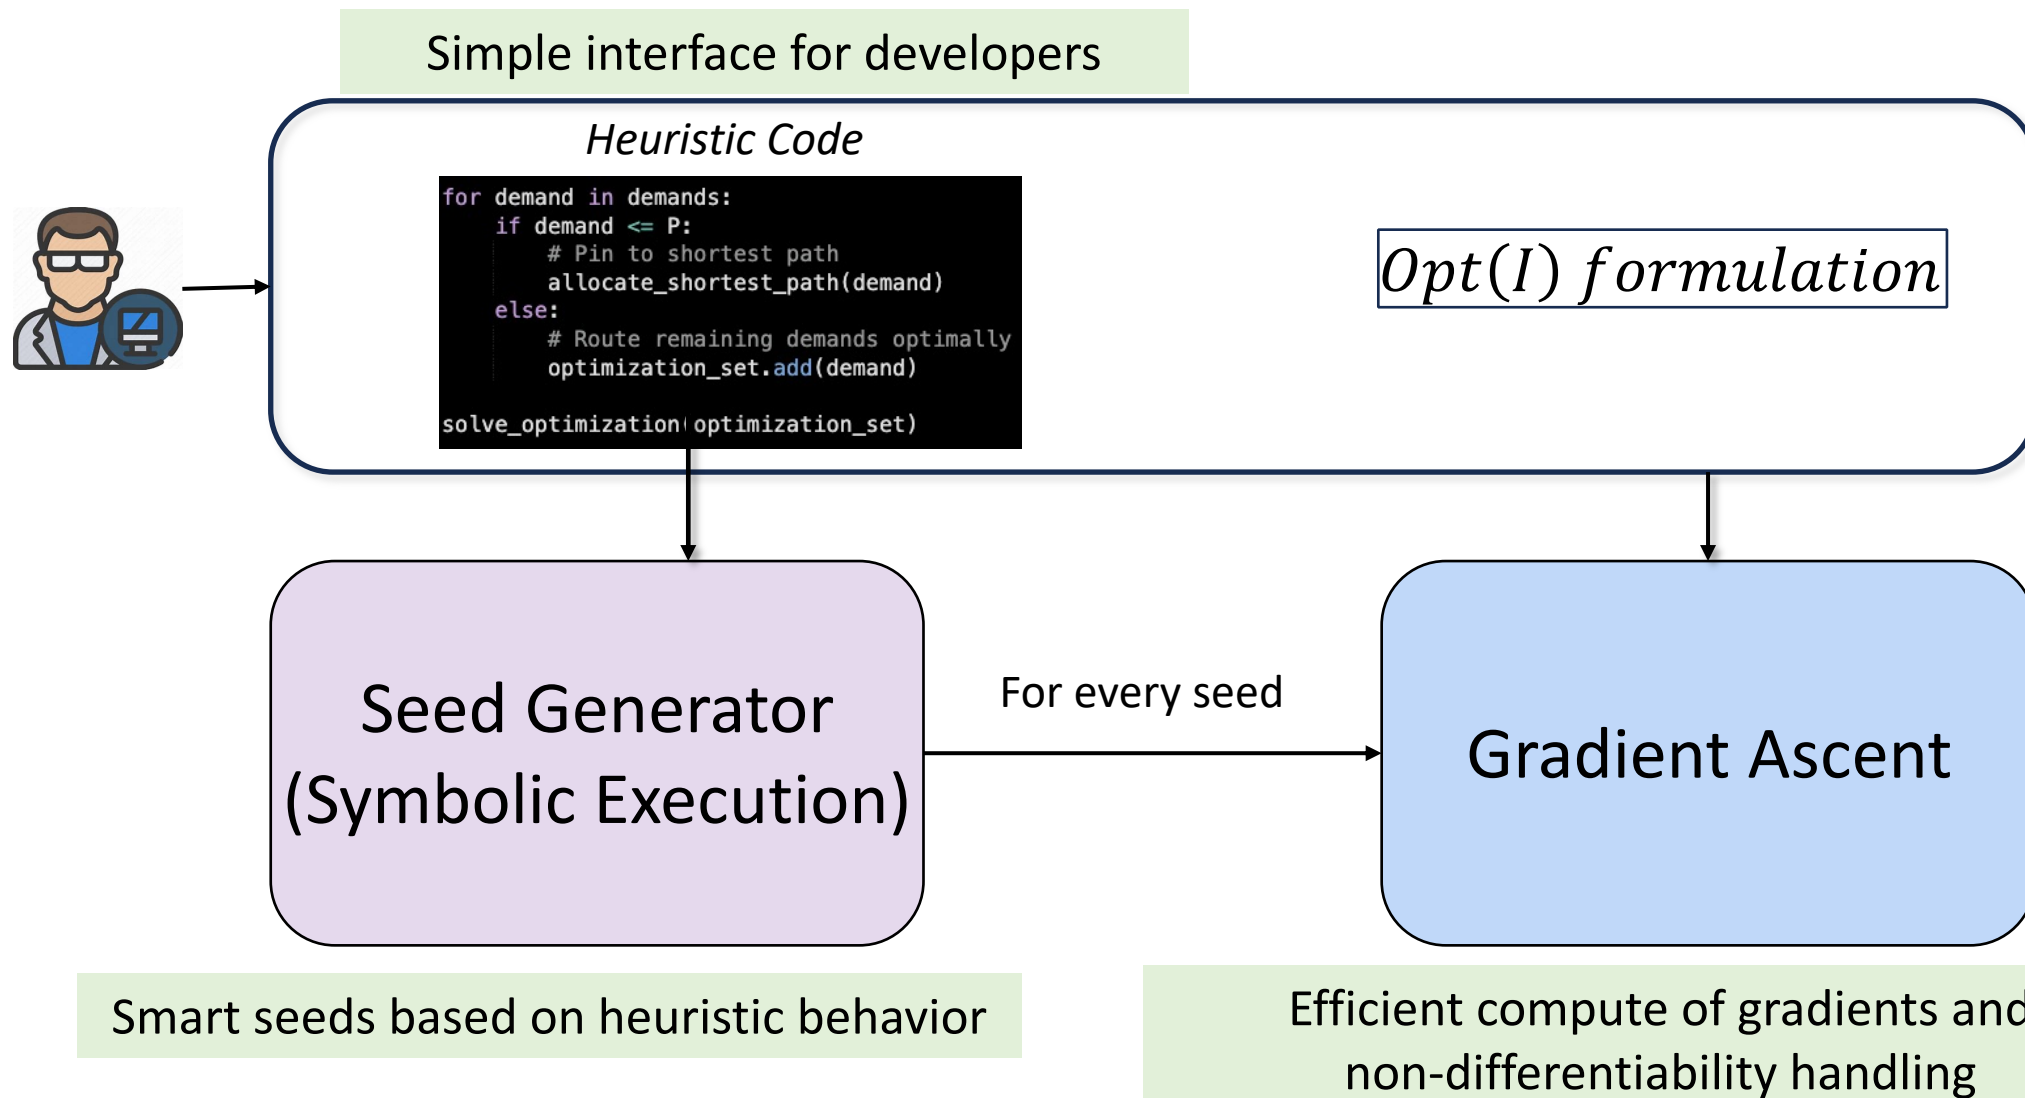 Simple interface for developers
Heuristic Code
for demand in demands:
    if demand <= P:
        # Pin to shortest path
        allocate_shortest_path(demand)
    else:
        # Route remaining demands optimally
        optimization_set.add(demand)
solve_optimization(optimization_set)
Opt(I) formulation
Seed Generator
(Symbolic Execution)
For every seed
Gradient Ascent
Smart seeds based on heuristic behavior
Efficient compute of gradients and
non-differentiability handling